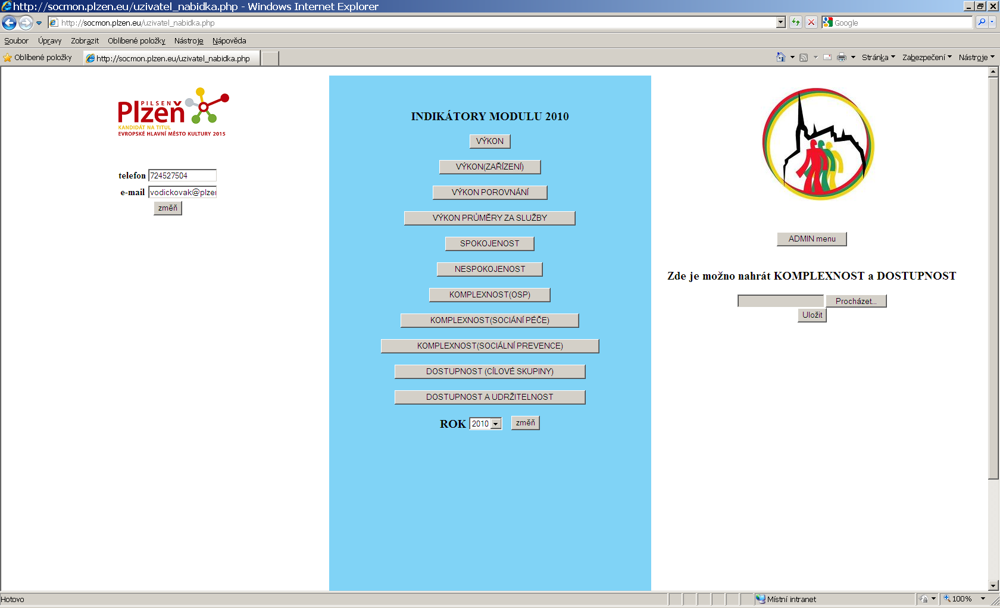 http://socmon.plzen.eu/uzivatel_nabidka.php - Windows Internet Explorer
http://socmon.plzen.eu/uzivatel_nabidka.php
Google
Soubor Úpravy Zobrazit Oblíbené položky Nástroje Nápověda
Oblíbené položky http://socmon.plzen.eu/uzivatel_nabidka.php Stránka Zabezpečení Nástroje
PILSEN
Plzeň
KANDIDÁT NA TITUL
EVROPSKÉ HLAVNÍ MĚSTO KULTURY 2015
telefon 724527504
e-mail vodickovak@plzei
změň
INDIKÁTORY MODULU 2010
VÝKON
VÝKON(ZAŘÍZENÍ)
VÝKON POROVNÁNÍ
VÝKON PRŮMĚRY ZA SLUŽBY
SPOKOJENOST
NESPOKOJENOST
KOMPLEXNOST(OSP)
KOMPLEXNOST(SOCIÁNÍ PÉČE)
KOMPLEXNOST(SOCIÁLNÍ PREVENCE)
DOSTUPNOST (CÍLOVÉ SKUPINY)
DOSTUPNOST A UDRŽITELNOST
ROK 2010 změň
ADMIN menu
Zde je možno nahrát KOMPLEXNOST a DOSTUPNOST
Procházet...
Uložit
Hotovo Místní intranet 100%